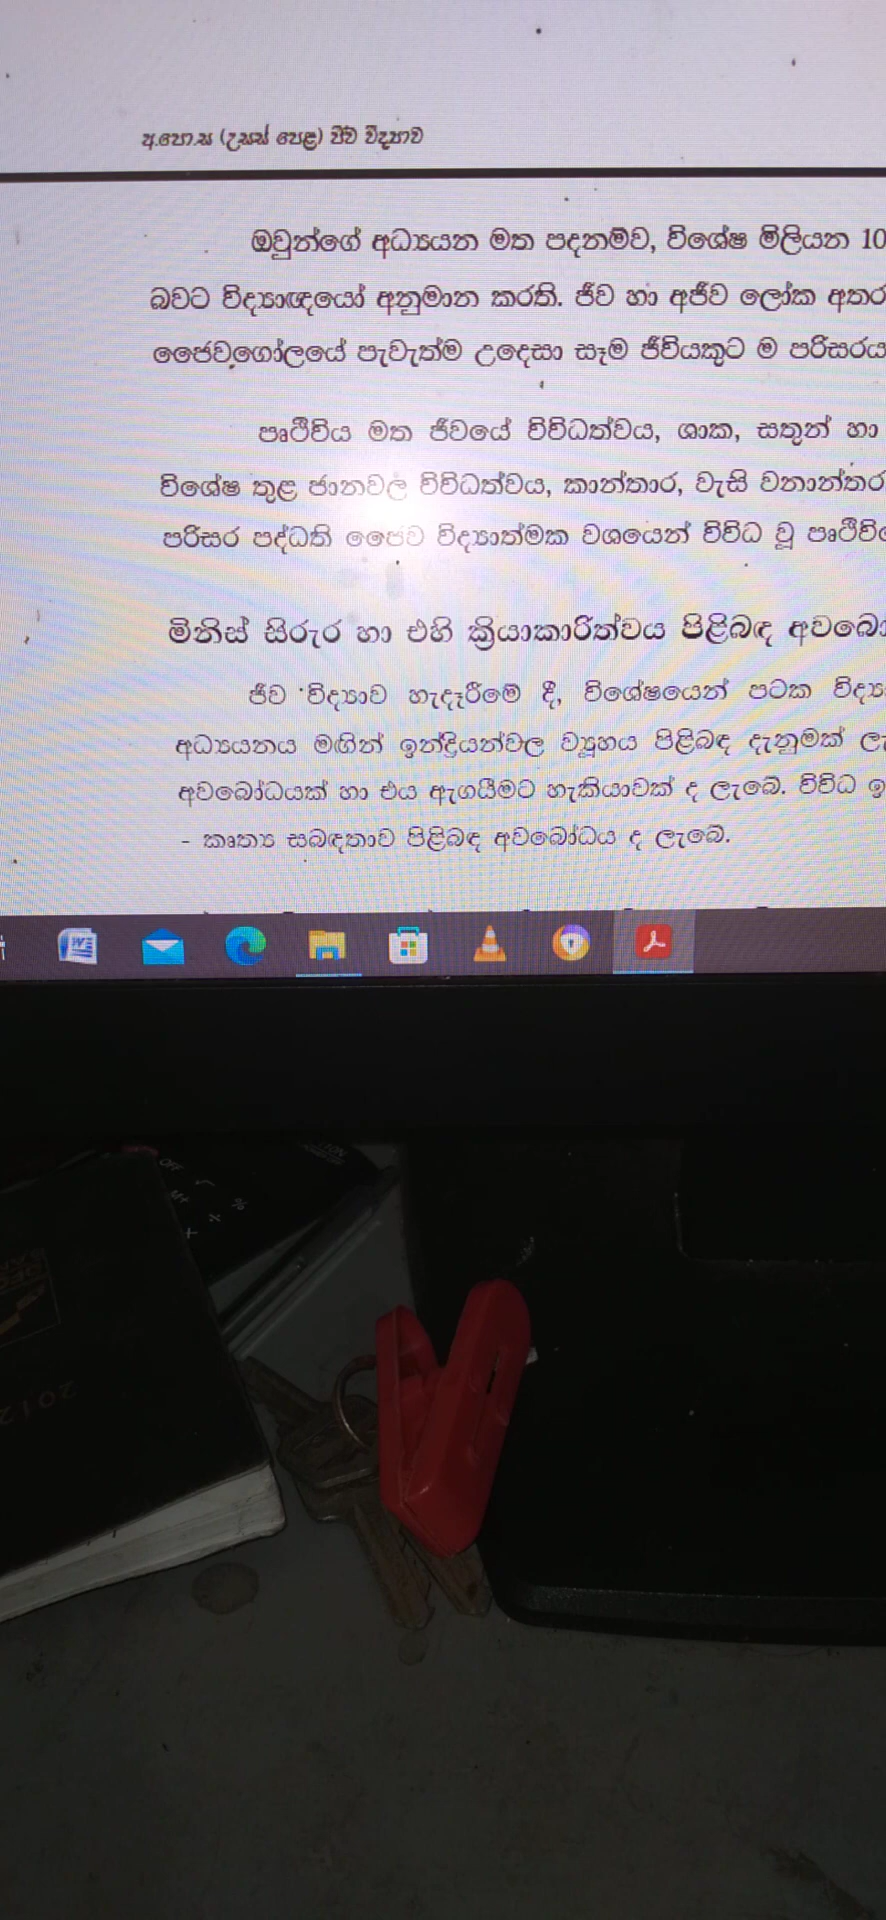 අ.පො.ස (උසස් පෙළ) ජීව විද්‍යාව
ඔවුන්ගේ අධ්‍යයන මත පදනම්ව, විශේෂ මිලියන 10
බවට විද්‍යාඥයෝ අනුමාන කරති. ජීව හා අජීව ලෝක අතර
ජෛවගෝලයේ පැවැත්ම උදෙසා සෑම ජීවියකුට ම පරිසරය
පෘථිවිය මත ජීවයේ විවිධත්වය, ශාක, සතුන් හා
විශේෂ තුළ ජානවල විවිධත්වය, කාන්තාර, වැසි වනාන්තර
පරිසර පද්ධති ජෛව විද්‍යාත්මක වශයෙන් විවිධ වූ
මිනිස් සිරුර හා එහි ක්‍රියාකාරිත්වය පිළිබඳ
ජීව විද්‍යාව හැදෑරීමේ දී, විශේෂයෙන් පටක
අධ්‍යයනය මගින් ඉන්ද්‍රියන්වල ව්‍යුහය පිළිබඳ දැනුමක්
අවබෝධයක් හා එය ඇගයීමට හැකියාවක් ද ලැබේ. විවිධ
- කෘත්‍ය සබඳතාව පිළිබඳ අවබෝධය ද ලැබේ.
OFF
%
2012